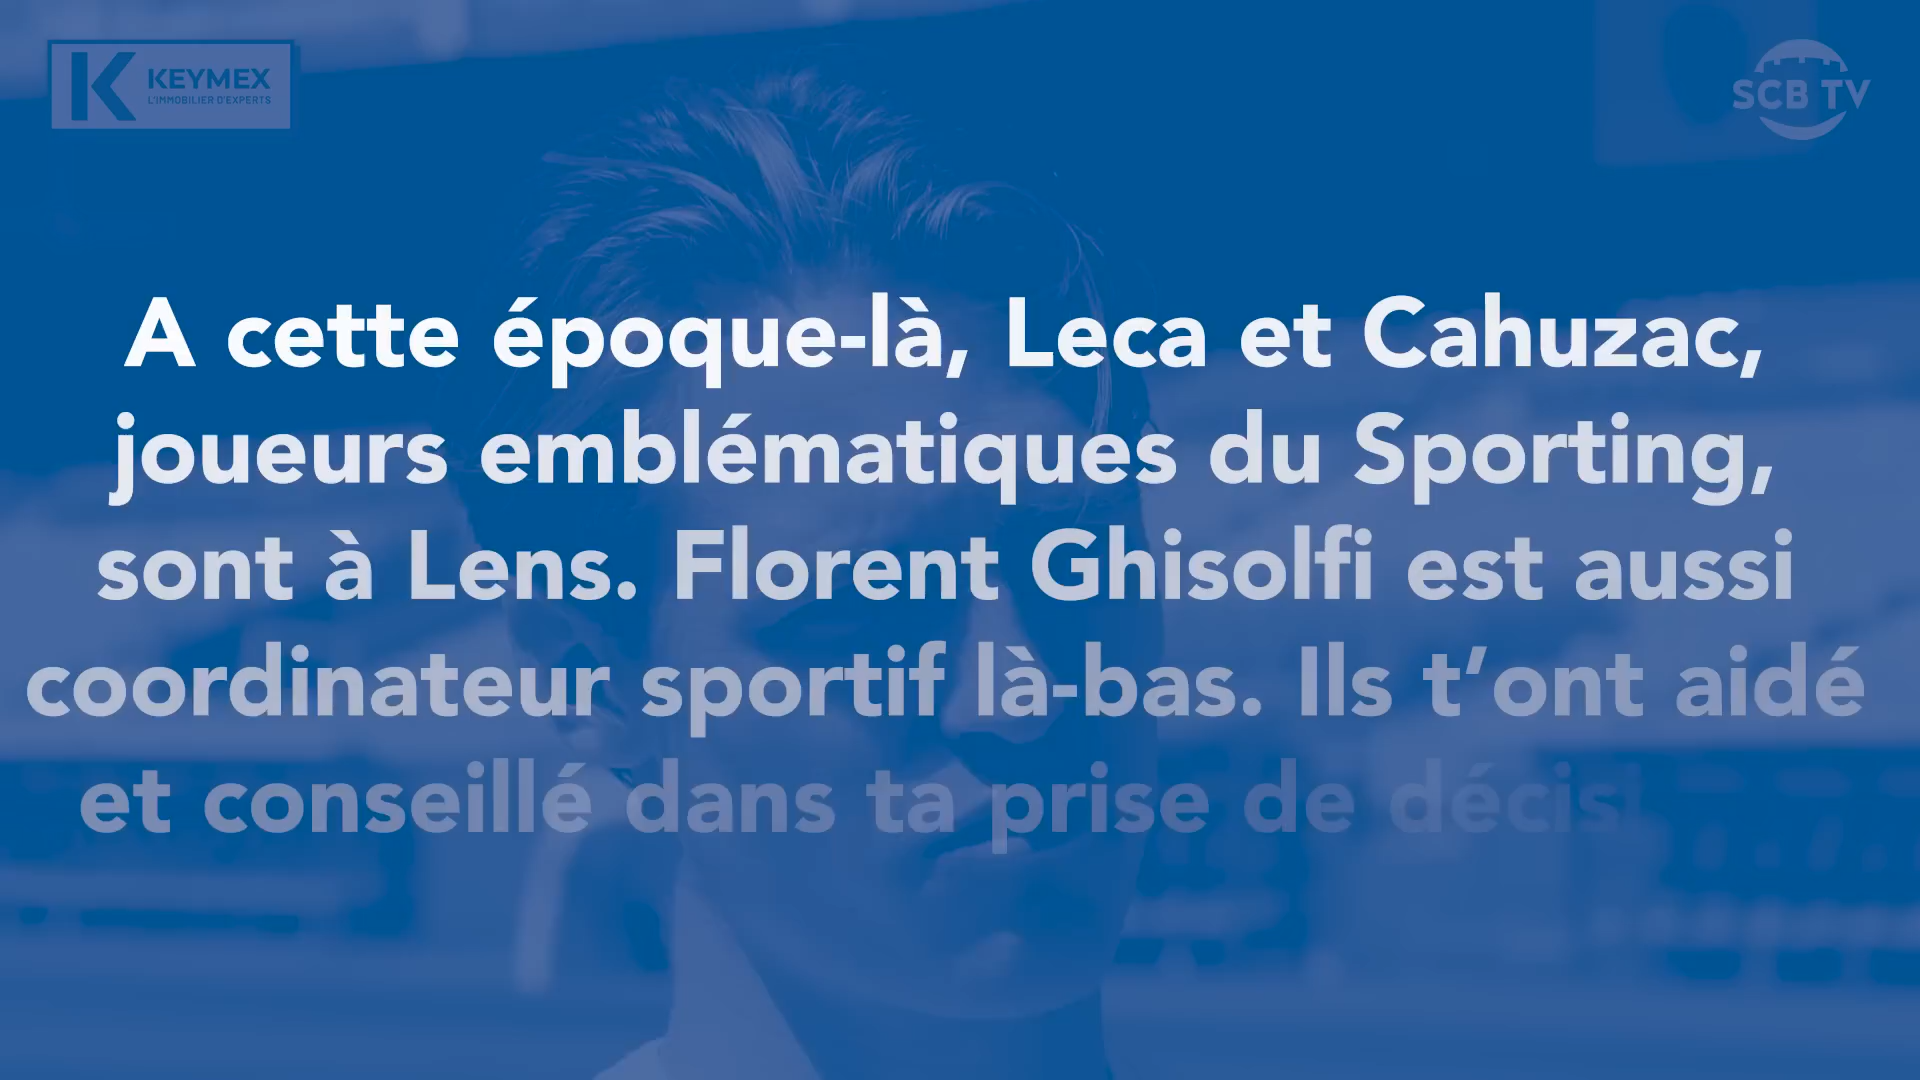 KEYMEX
L'IMMOBILIER D'EXPERTS
SCB TV
A cette époque-là, Leca et Cahuzac,
joueurs emblématiques du Sporting,
sont à Lens. Florent Ghisolfi est aussi
coordinateur sportif là-bas. Ils t’ont aidé
et conseillé dans ta prise de